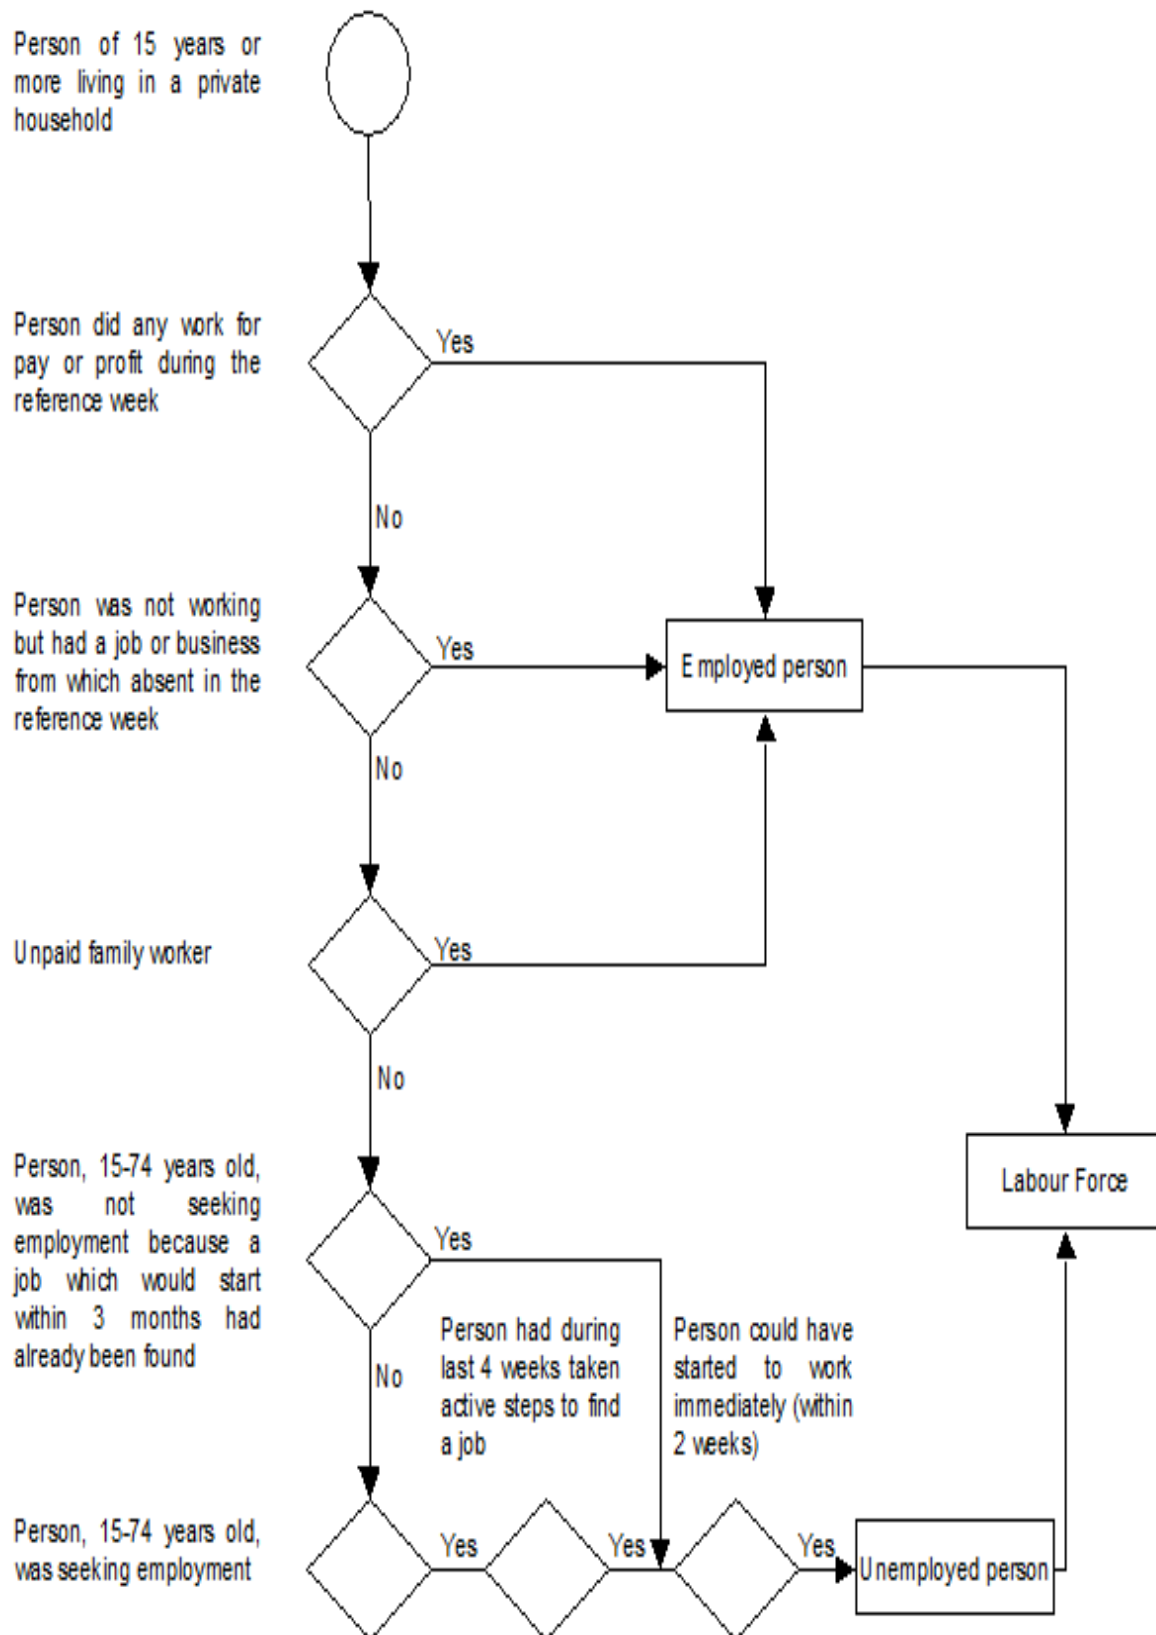 Person of 15 years or
more living in a private
household
Person did any work for
pay or profit during the
reference week
Yes
No
Person was not working
but had a job or business
from which absent in the
reference week
Yes
Employed person
No
Unpaid family worker
Yes
No
Person, 15-74 years old,
was not seeking
employment because a
job which would start
within 3 months had
already been found
Yes
Labour Force
No
Person had during
last 4 weeks taken
active steps to find
a job
Person could have
started to work
immediately (within
2 weeks)
Person, 15-74 years old,
was seeking employment
Yes
Yes
Yes
Unemployed person